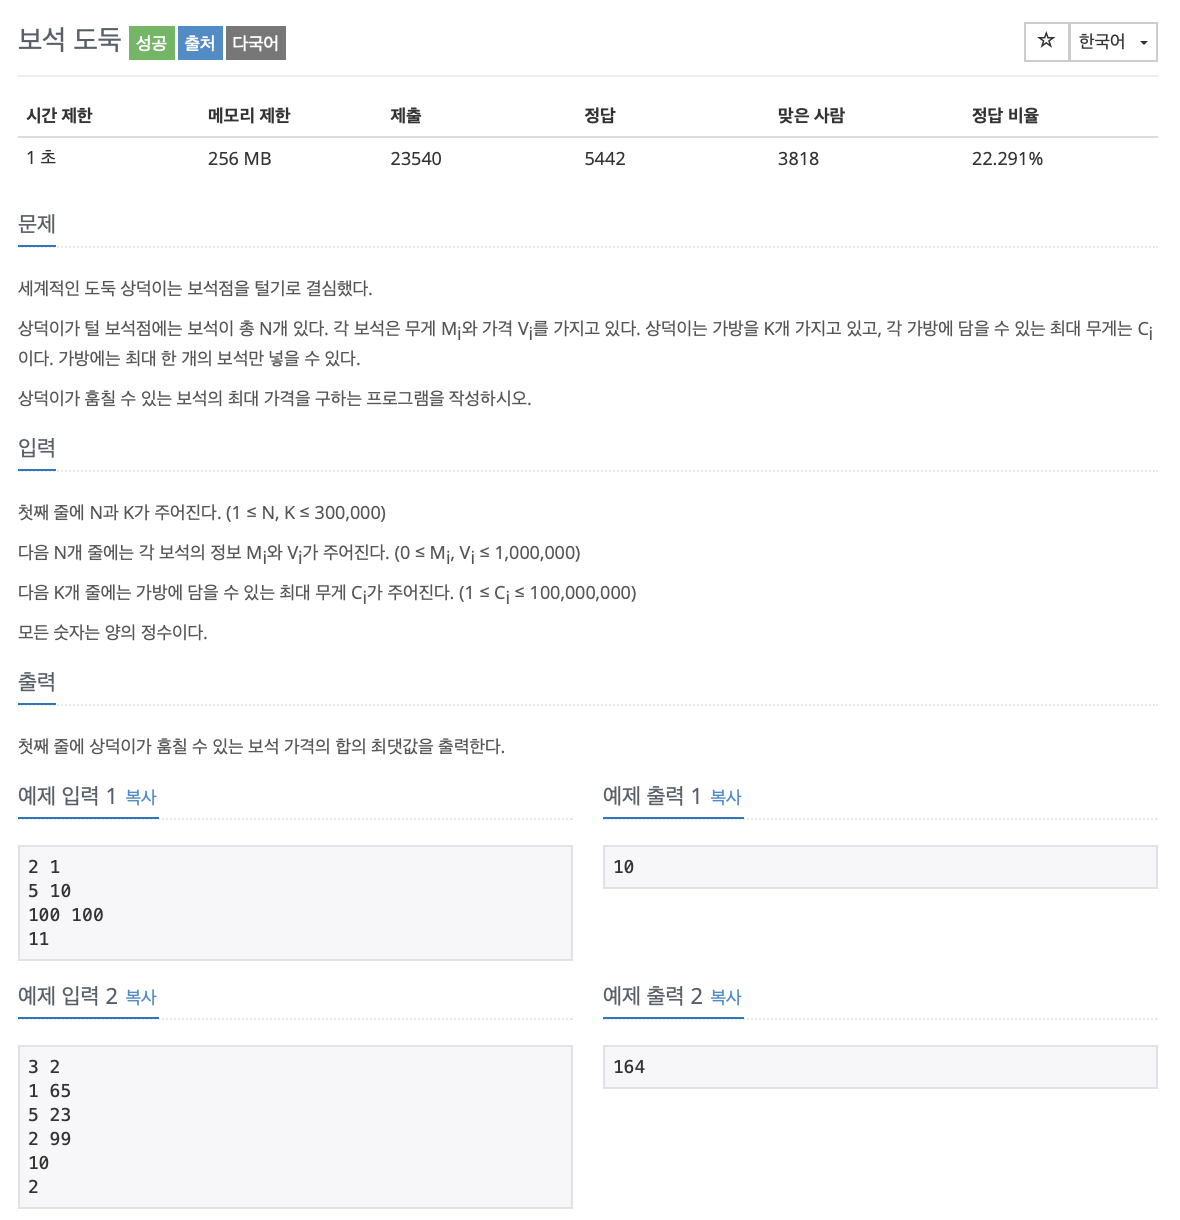 보석 도둑 성공 출처 다국어 ☆ 한국어
시간 제한 메모리 제한 제출 정답 맞은 사람 정답 비율
1 초 256 MB 23540 5442 3818 22.291%
문제
세계적인 도둑 상덕이는 보석점을 털기로 결심했다.
상덕이가 털 보석점에는 보석이 총 N개 있다. 각 보석은 무게 Mi와 가격 Vi를 가지고 있다. 상덕이는 가방을 K개 가지고 있고, 각 가방에 담을 수 있는 최대 무게는 Ci
이다. 가방에는 최대 한 개의 보석만 넣을 수 있다.
상덕이가 훔칠 수 있는 보석의 최대 가격을 구하는 프로그램을 작성하시오.
입력
첫째 줄에 N과 K가 주어진다. (1 ≤ N, K ≤ 300,000)
다음 N개 줄에는 각 보석의 정보 Mi와 Vi가 주어진다. (0 ≤ Mi, Vi ≤ 1,000,000)
다음 K개 줄에는 가방에 담을 수 있는 최대 무게 Ci가 주어진다. (1 ≤ Ci ≤ 100,000,000)
모든 숫자는 양의 정수이다.
출력
첫째 줄에 상덕이가 훔칠 수 있는 보석 가격의 합의 최댓값을 출력한다.
예제 입력 1 복사
2 1
5 10
100 100
11
예제 출력 1 복사
10
예제 입력 2 복사
3 2
1 65
5 23
2 99
10
2
예제 출력 2 복사
164